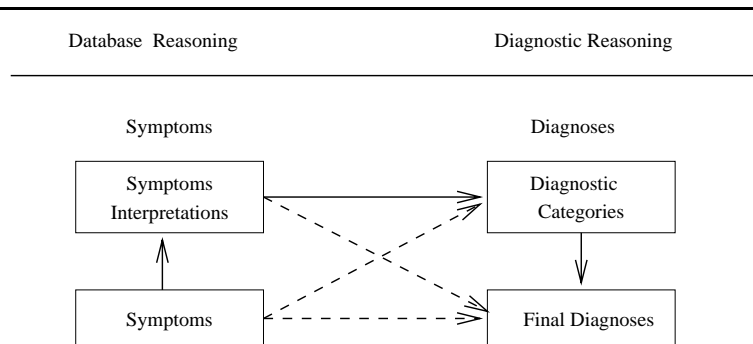 Database Reasoning
Diagnostic Reasoning
Symptoms
Diagnoses
Symptoms
Interpretations
Diagnostic
Categories
Symptoms
Final Diagnoses